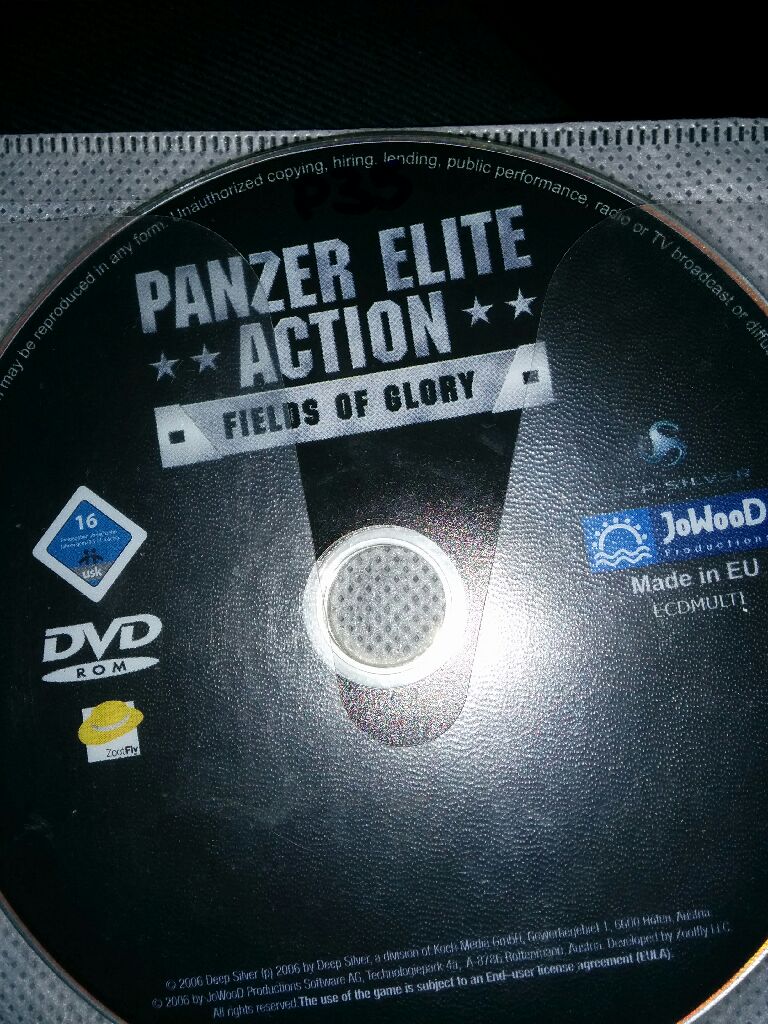 may be reproduced in any form. Unauthorized copying, hiring, lending, public performance, radio or TV broadcast or
P35
PANZER ELITE
ACTION
FIELDS OF GLORY
16
usk
DVD
ROM
ZootFly
JoWooD
Productions
Made in EU
ECDMULTI
© 2006 Deep Silver (p) 2006 by Deep Silver, a division of Koch Media GmbH, Gewerbegebiet 1, 6600 Höfen, Austria
© 2006 by JoWooD Productions Software AG, Technologiepark 4a, A-8786 Rottenmann, Austria. Developed by Zootfly LLC
All rights reserved. The use of the game is subject to an End-user license agreement (EULA).